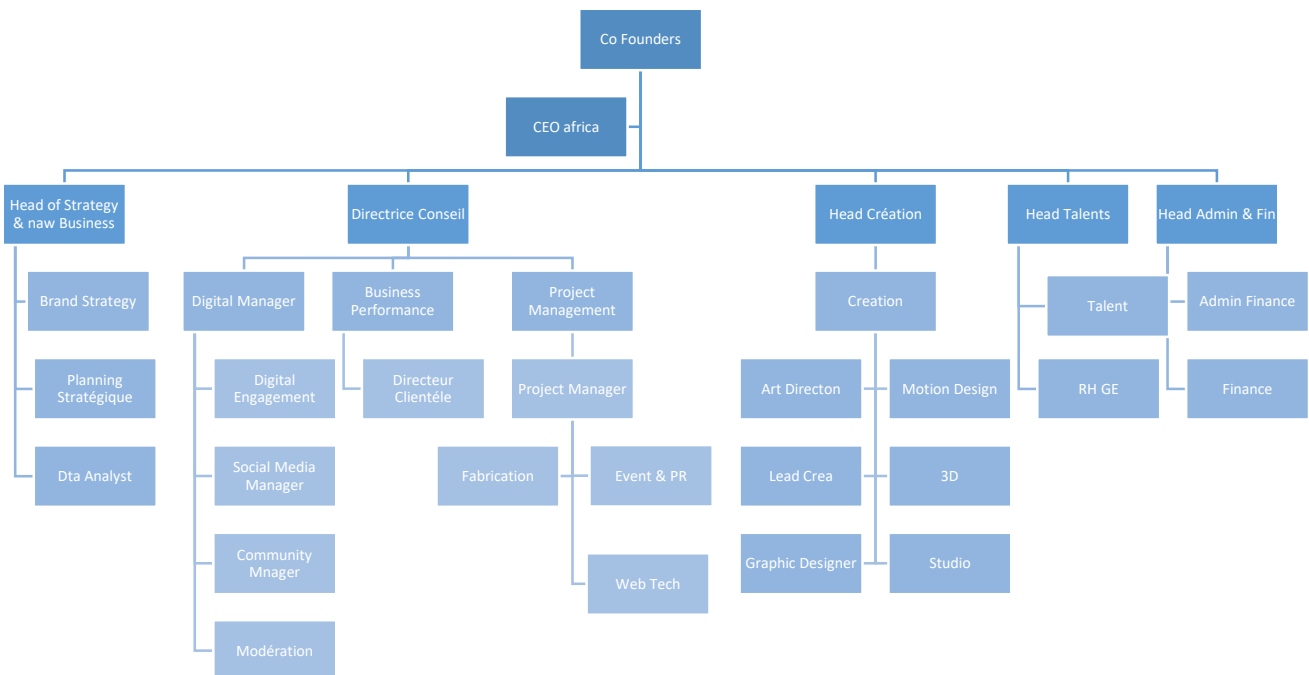 Co Founders
CEO africa
Head of Strategy
& naw Business
Directrice Conseil
Head Création
Head Talents
Head Admin & Fin
Brand Strategy
Digital Manager
Business
Performance
Project
Management
Creation
Talent
Admin Finance
Planning
Stratégique
Digital
Engagement
Directeur
Clientéle
Project Manager
Art Directon
Motion Design
RH GE
Finance
Dta Analyst
Social Media
Manager
Fabrication
Event & PR
Lead Crea
3D
Community
Mnager
Web Tech
Graphic Designer
Studio
Modération